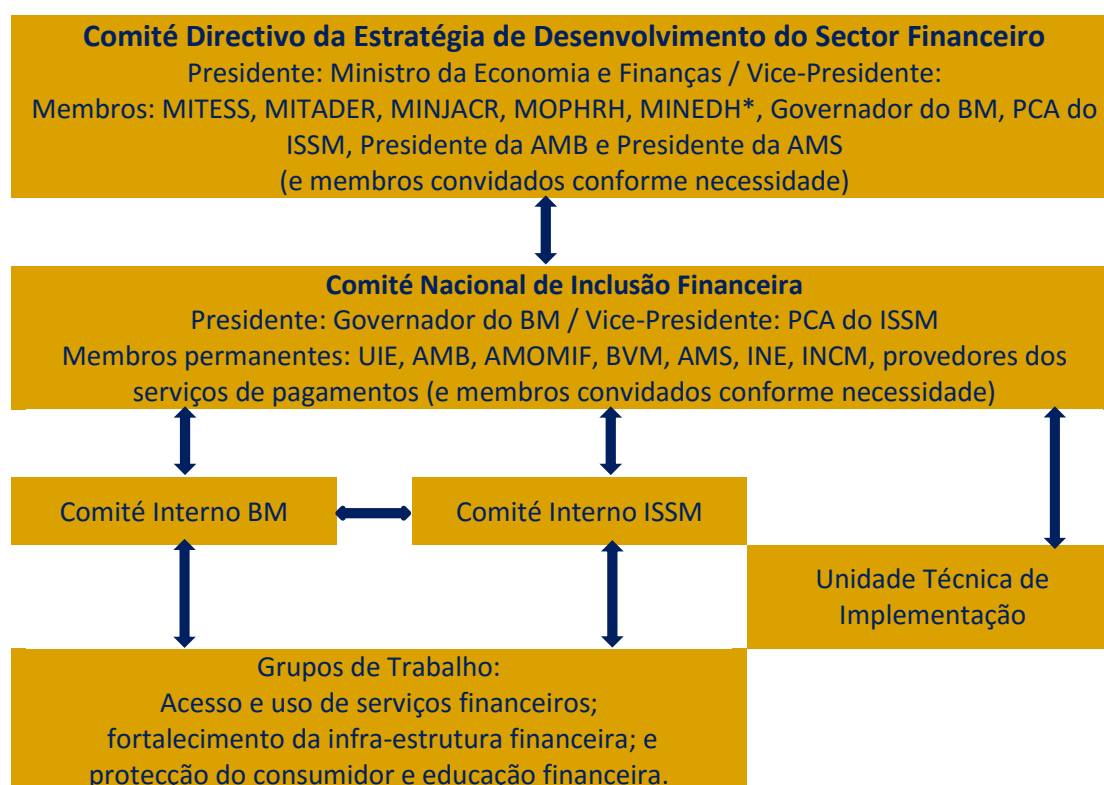 Comité Directivo da Estratégia de Desenvolvimento do Sector Financeiro
Presidente: Ministro da Economia e Finanças / Vice-Presidente:
Membros: MITESS, MITADER, MINJACR, MOPHRH, MINEDH*, Governador do BM, PCA do
ISSM, Presidente da AMB e Presidente da AMS
(e membros convidados conforme necessidade)
Comité Nacional de Inclusão Financeira
Presidente: Governador do BM / Vice-Presidente: PCA do ISSM
Membros permanentes: UIE, AMB, AMOMIF, BVM, AMS, INE, INCM, provedores dos
serviços de pagamentos (e membros convidados conforme necessidade)
Comité Interno BM
Comité Interno ISSM
Unidade Técnica de
Implementação
Grupos de Trabalho:
Acesso e uso de serviços financeiros;
fortalecimento da infra-estrutura financeira; e
protecção do consumidor e educação financeira.